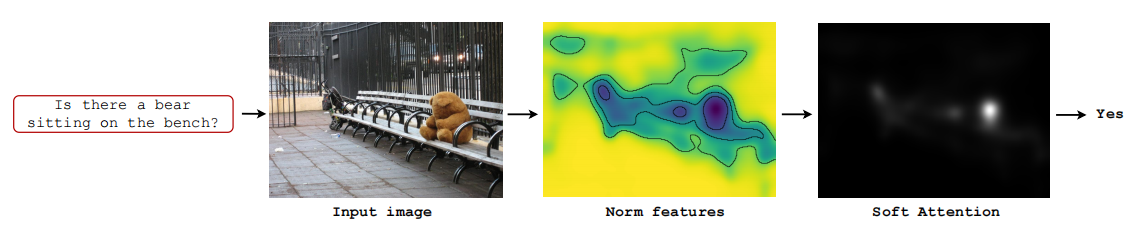 Is there a bear
sitting on the bench?
Yes
Input image
Norm features
Soft Attention